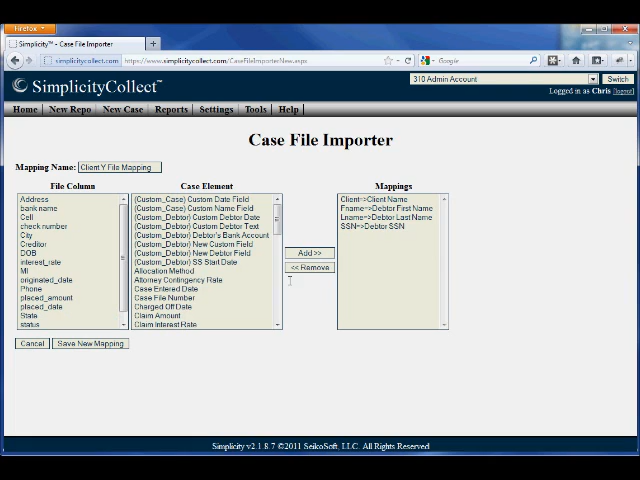 Firefox
Simplicity™ - Case File Importer
simplicitycollect.com https://www.simplicitycollect.com/CaseFileImporterNew.aspx
Google
SimplicityCollect™
310 Admin Account
Switch
Logged in as Chris [logout]
Home New Repo New Case Reports Settings Tools Help
Case File Importer
Mapping Name: Client Y File Mapping
File Column
Address
bank name
Cell
check number
City
Creditor
DOB
interest_rate
MI
originated_date
Phone
placed_amount
placed_date
State
status
Case Element
(Custom_Case) Custom Date Field
(Custom_Case) Custom Name Field
(Custom_Debtor) Custom Debtor Date
(Custom_Debtor) Custom Debtor Text
(Custom_Debtor) Debtor's Bank Account
(Custom_Debtor) New Custom Field
(Custom_Debtor) New Debtor Field
(Custom_Debtor) SS Start Date
Allocation Method
Attorney Contingency Rate
Case Entered Date
Case File Number
Charged Off Date
Claim Amount
Claim Interest Rate
Add >>
<< Remove
Mappings
Client=>Client Name
Fname=>Debtor First Name
Lname=>Debtor Last Name
SSN=>Debtor SSN
Cancel
Save New Mapping
Simplicity v2.1.8.7 ©2011 SeikoSoft, LLC. All Rights Reserved